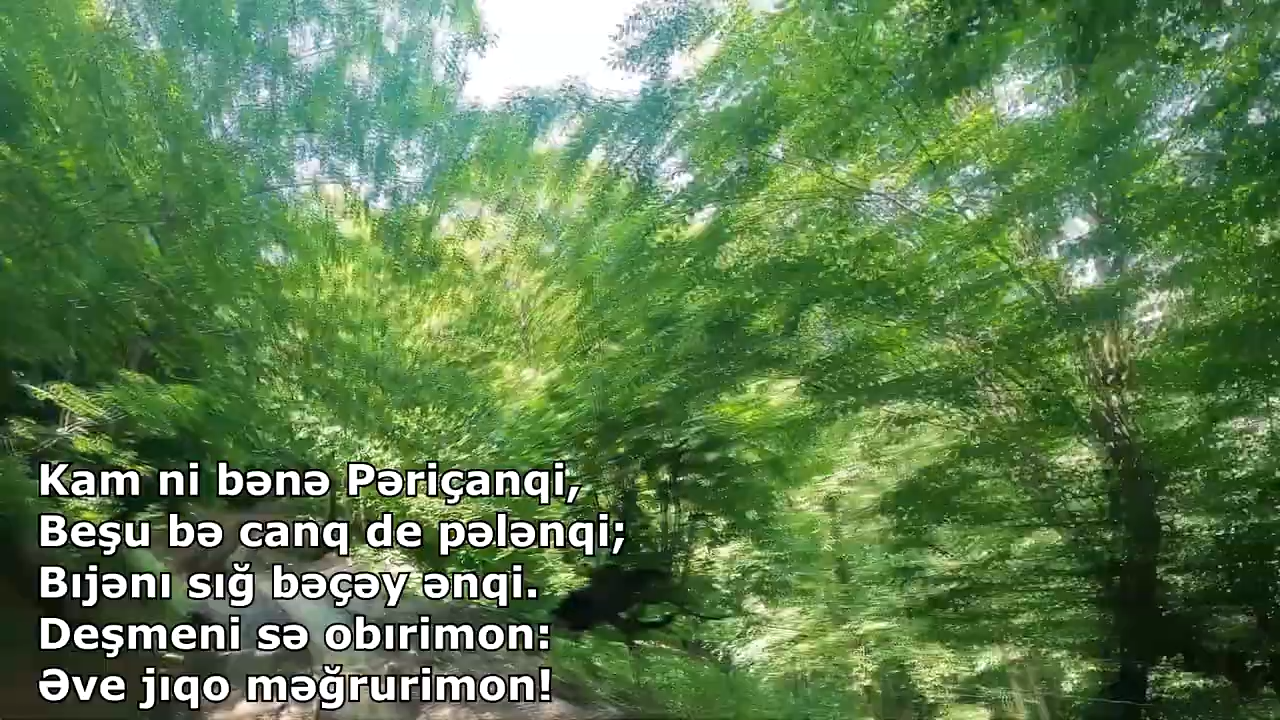 Kam ni bənə Pəriçanqi,
Beşu bə canq de pələnqi;
Bıjənı sığ bəçəy ənqi.
Deşmeni sə obırimon:
Əve jıqo məğrurimon!